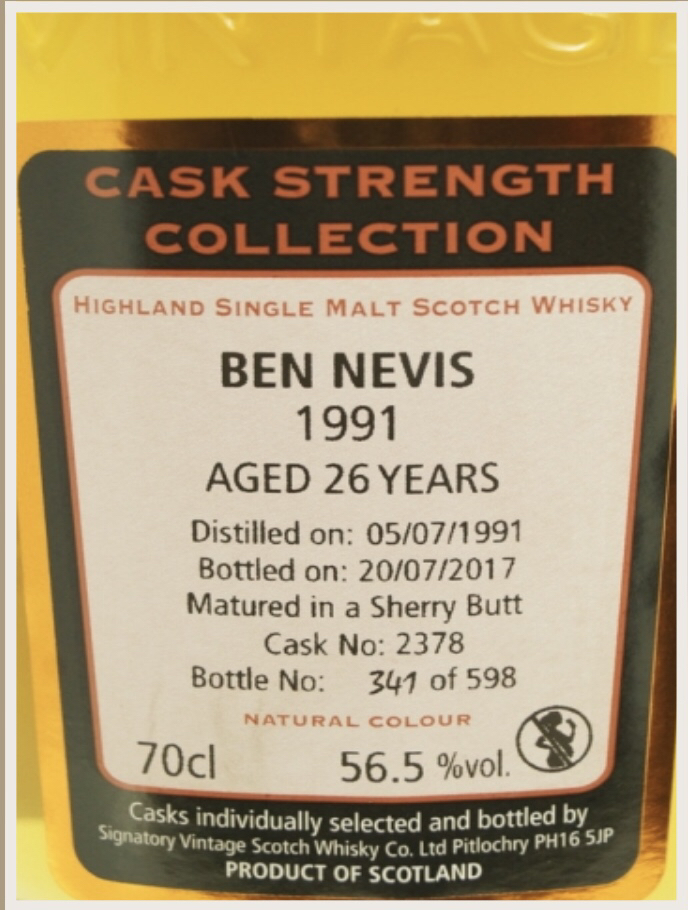 VINTAGE
CASK STRENGTH
COLLECTION
HIGHLAND SINGLE MALT SCOTCH WHISKY
BEN NEVIS
1991
AGED 26 YEARS
Distilled on: 05/07/1991
Bottled on: 20/07/2017
Matured in a Sherry Butt
Cask No: 2378
Bottle No: 341 of 598
NATURAL COLOUR
70cl 56.5 %vol.
Casks individually selected and bottled by
Signatory Vintage Scotch Whisky Co. Ltd Pitlochry PH16 5JP
PRODUCT OF SCOTLAND